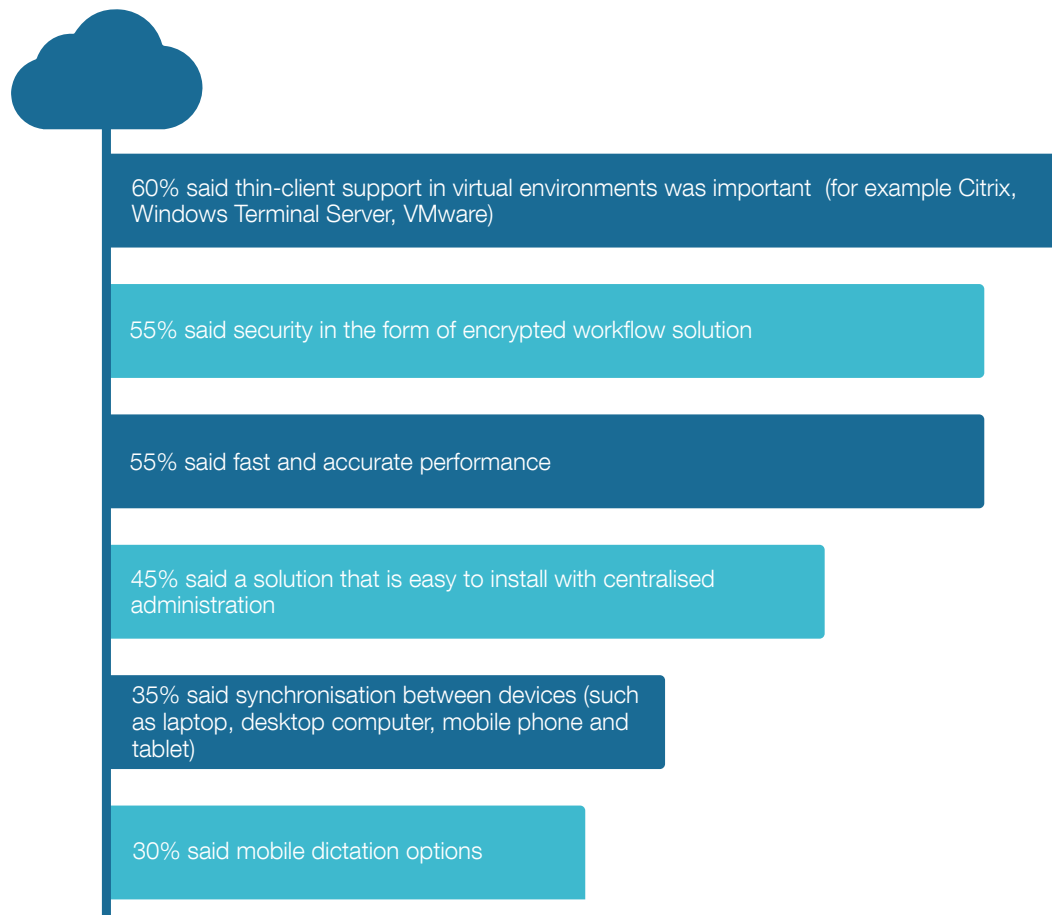 60% said thin-client support in virtual environments was important  (for example Citrix,
Windows Terminal Server, VMware)
55% said security in the form of encrypted workflow solution
55% said fast and accurate performance
45% said a solution that is easy to install with centralised
administration
35% said synchronisation between devices (such
as laptop, desktop computer, mobile phone and
tablet)
30% said mobile dictation options